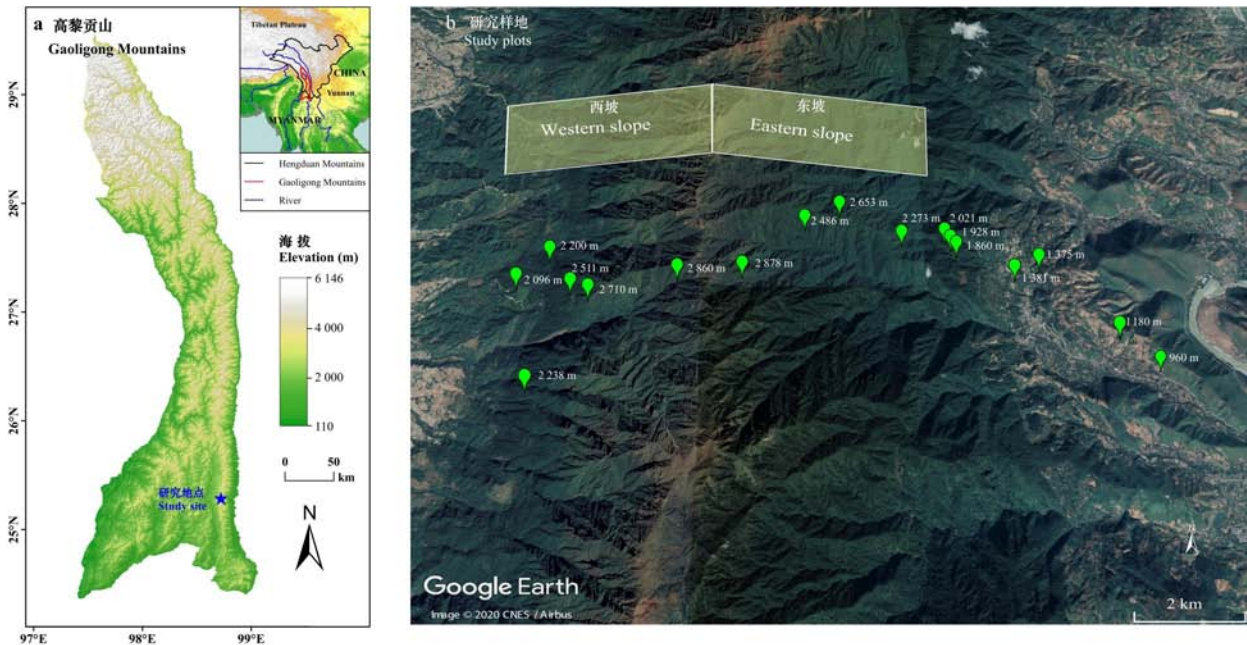 a 高黎贡山
Gaoligong Mountains
Tibetan Plateau
CHINA
Yunnan
MYANMAR
Hengduan Mountains
Gaoligong Mountains
River
海拔
Elevation (m)
6 146
4 000
2 000
110
0 50
km
N
研究地点
Study site
29°N
28°N
27°N
26°N
25°N
97°E 98°E 99°E
b 研究样地
Study plots
西坡
Western slope
东坡
Eastern slope
2 653 m
2 486 m
2 273 m
2 021 m
1 928 m
1 860 m
1 375 m
1 381 m
2 200 m
2 096 m
2 511 m
2 710 m
2 860 m
2 878 m
1 180 m
960 m
2 238 m
Google Earth
Image © 2020 CNES / Airbus
2 km